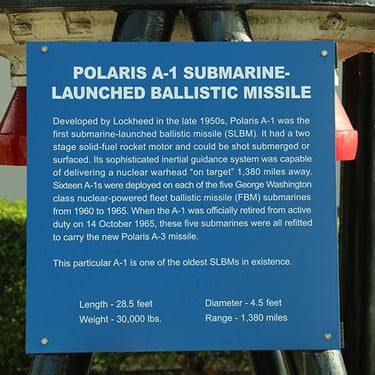 POLARIS A-1 SUBMARINE-
LAUNCHED BALLISTIC MISSILE
Developed by Lockheed in the late 1950s, Polaris A-1 was the
first submarine-launched ballistic missile (SLBM). It had a two
stage solid-fuel rocket motor and could be shot submerged or
surfaced. Its sophisticated inertial guidance system was capable
of delivering a nuclear warhead “on target” 1,380 miles away.
Sixteen A-1s were deployed on each of the five George Washington
class nuclear-powered fleet ballistic missile (FBM) submarines
from 1960 to 1965. When the A-1 was officially retired from active
duty on 14 October 1965, these five submarines were all refitted
to carry the new Polaris A-3 missile.
This particular A-1 is one of the oldest SLBMs in existence.
Length - 28.5 feet Diameter - 4.5 feet
Weight - 30,000 lbs. Range - 1,380 miles